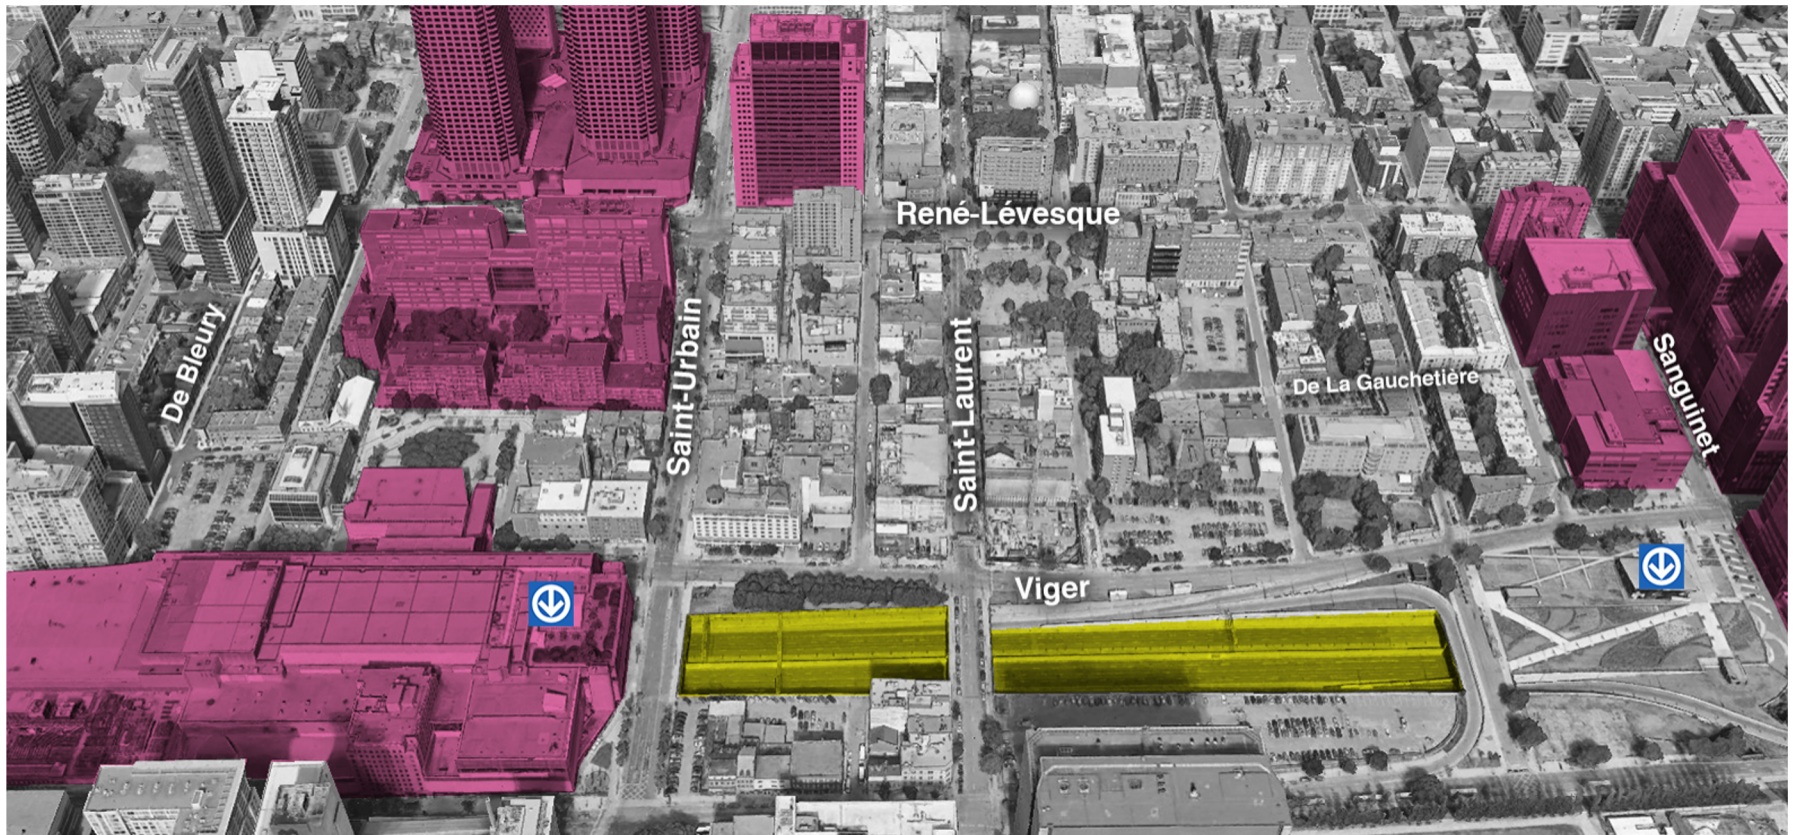 René-Lévesque
De Bleury
Saint-Urbain
Saint-Laurent
De La Gauchetière
Sanguinet
Viger